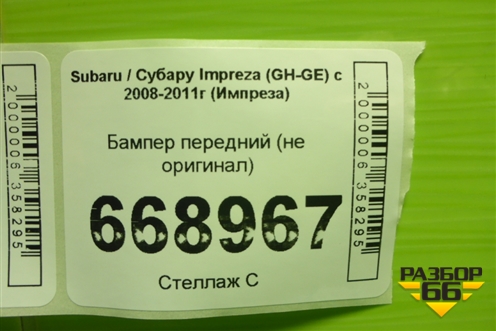 Subaru / Субару Impreza (GH-GE) с
2008-2011г (Импреза)
Бампер передний (не
оригинал)
668967
Стеллаж С
2000006358295
2000006358295
РАЗБОР
66